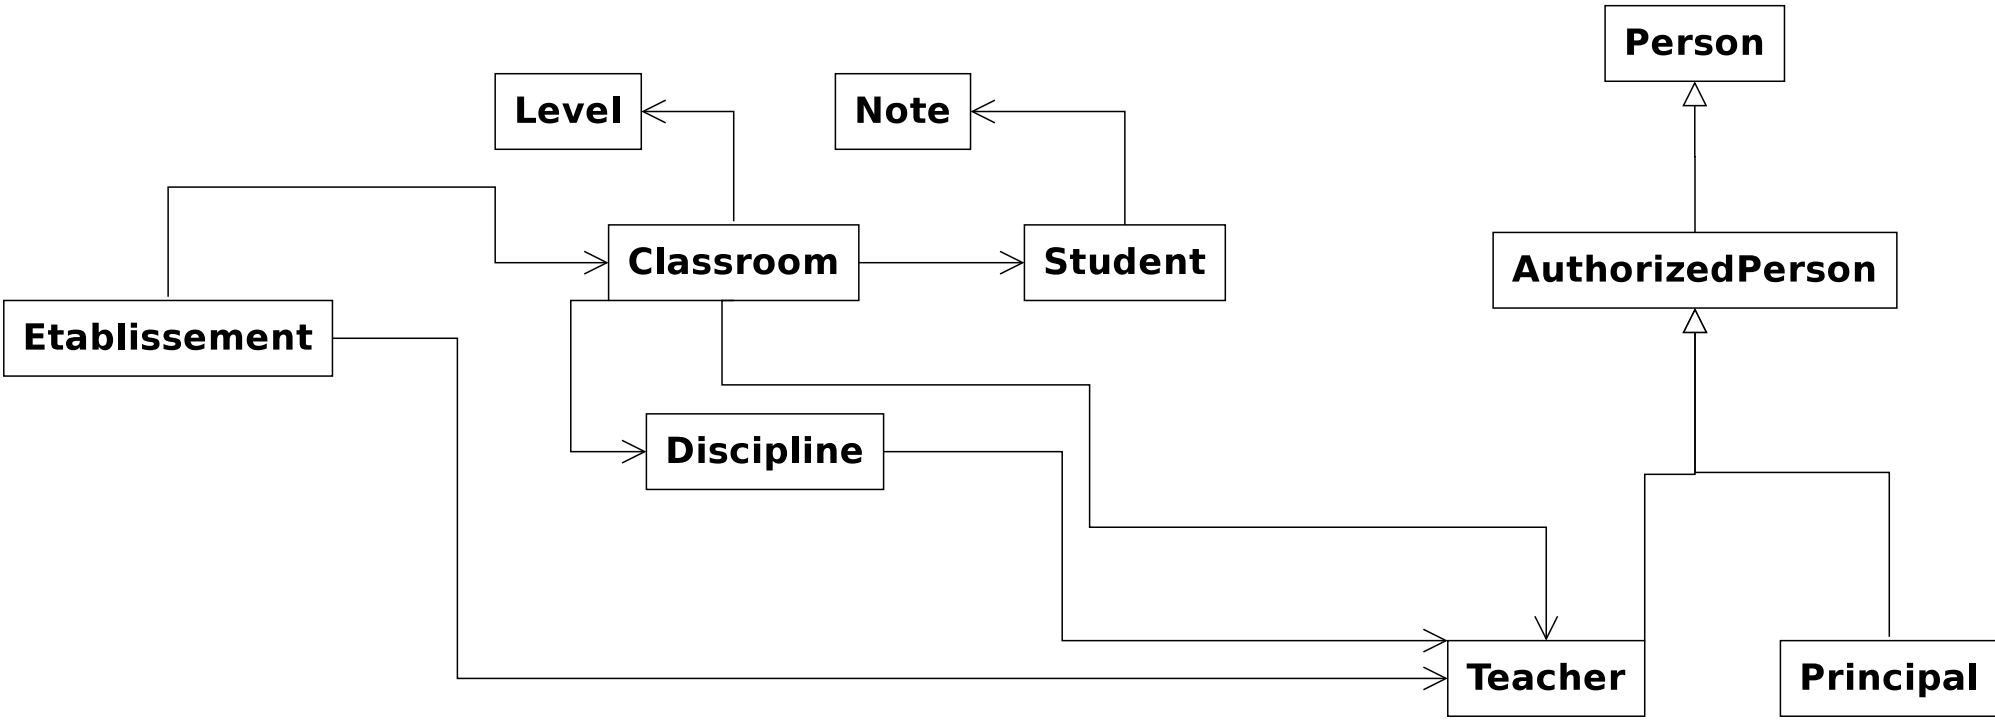 Person
Level
Note
Classroom
Student
AuthorizedPerson
Etablissement
Discipline
Teacher
Principal